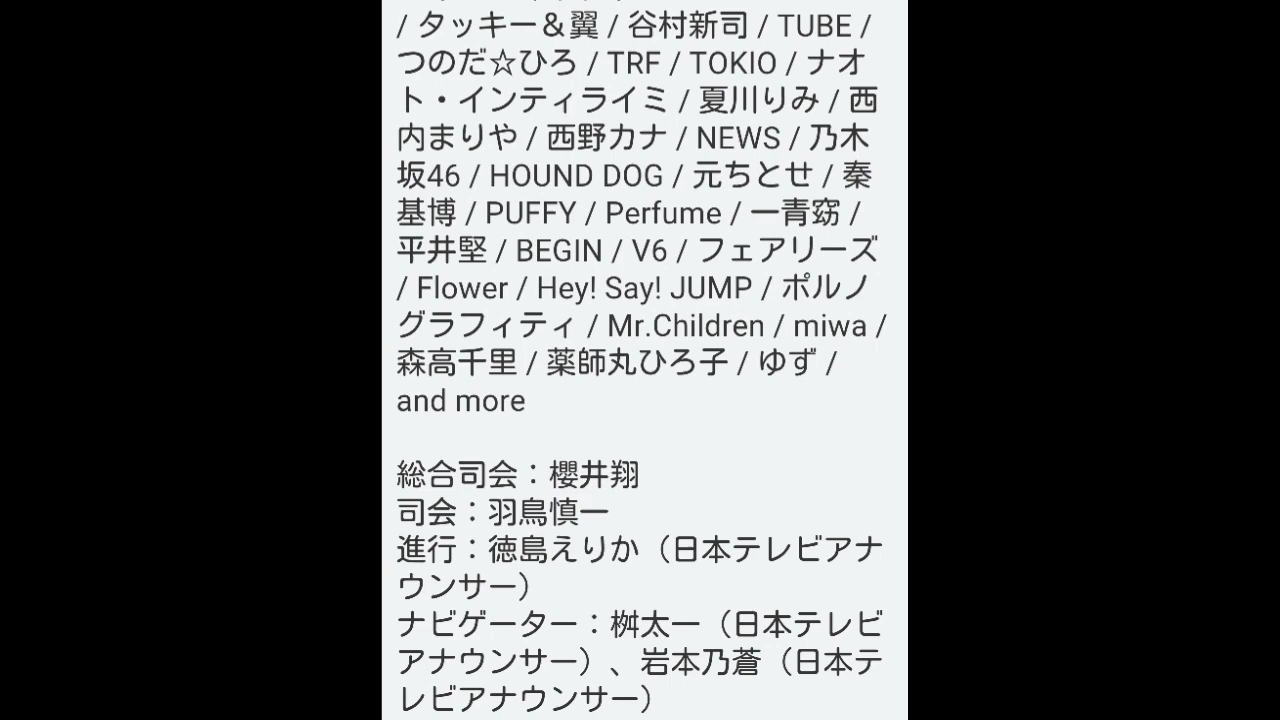 / タッキー＆翼 / 谷村新司 / TUBE /
つのだ☆ひろ / TRF / TOKIO / ナオ
ト・インティライミ / 夏川りみ / 西
内まりや / 西野カナ / NEWS / 乃木
坂46 / HOUND DOG / 元ちとせ / 秦
基博 / PUFFY / Perfume / 一青窈 /
平井堅 / BEGIN / V6 / フェアリーズ
/ Flower / Hey! Say! JUMP / ポルノ
グラフィティ / Mr.Children / miwa /
森高千里 / 薬師丸ひろ子 / ゆず /
and more
総合司会：櫻井翔
司会：羽鳥慎一
進行：徳島えりか（日本テレビアナ
ウンサー）
ナビゲーター：桝太一（日本テレビ
アナウンサー）、岩本乃蒼（日本テ
レビアナウンサー）